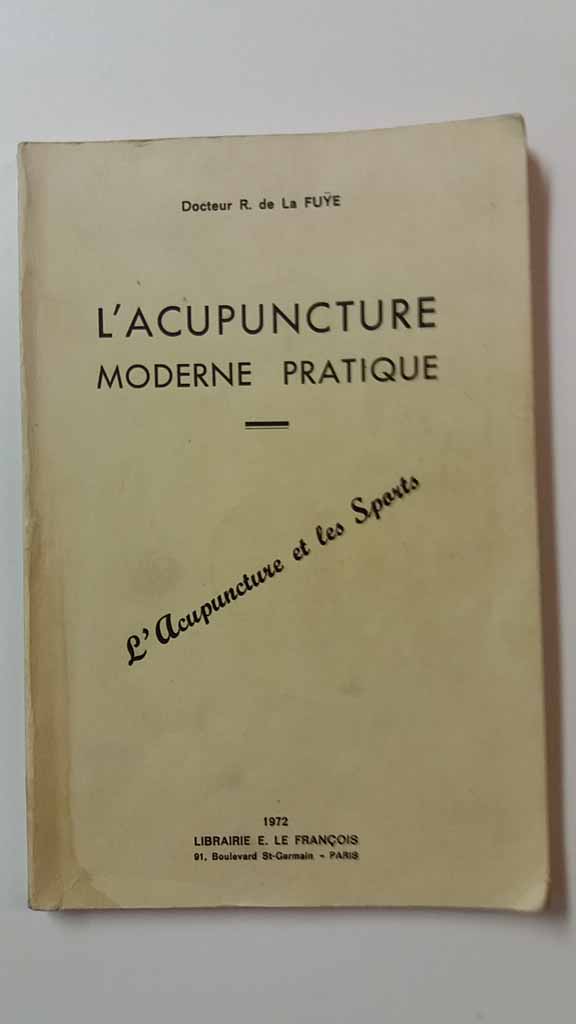 Docteur R. de La FUŸE
L'ACUPUNCTURE
MODERNE PRATIQUE
L'Acupuncture et les Sports
1972
LIBRAIRIE E. LE FRANÇOIS
91, Boulevard St-Germain - PARIS